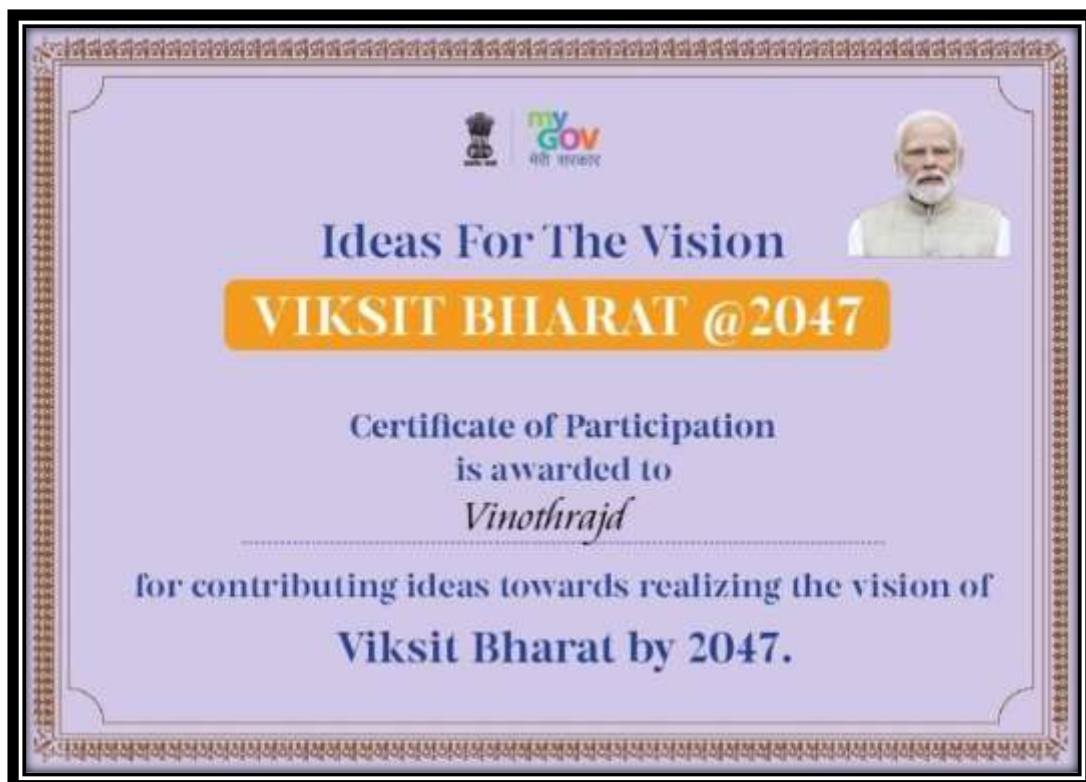 my
GOV
मेरी सरकार
Ideas For The Vision
VIKSIT BHARAT @2047
Certificate of Participation
is awarded to
Vinothrajd
for contributing ideas towards realizing the vision of
Viksit Bharat by 2047.